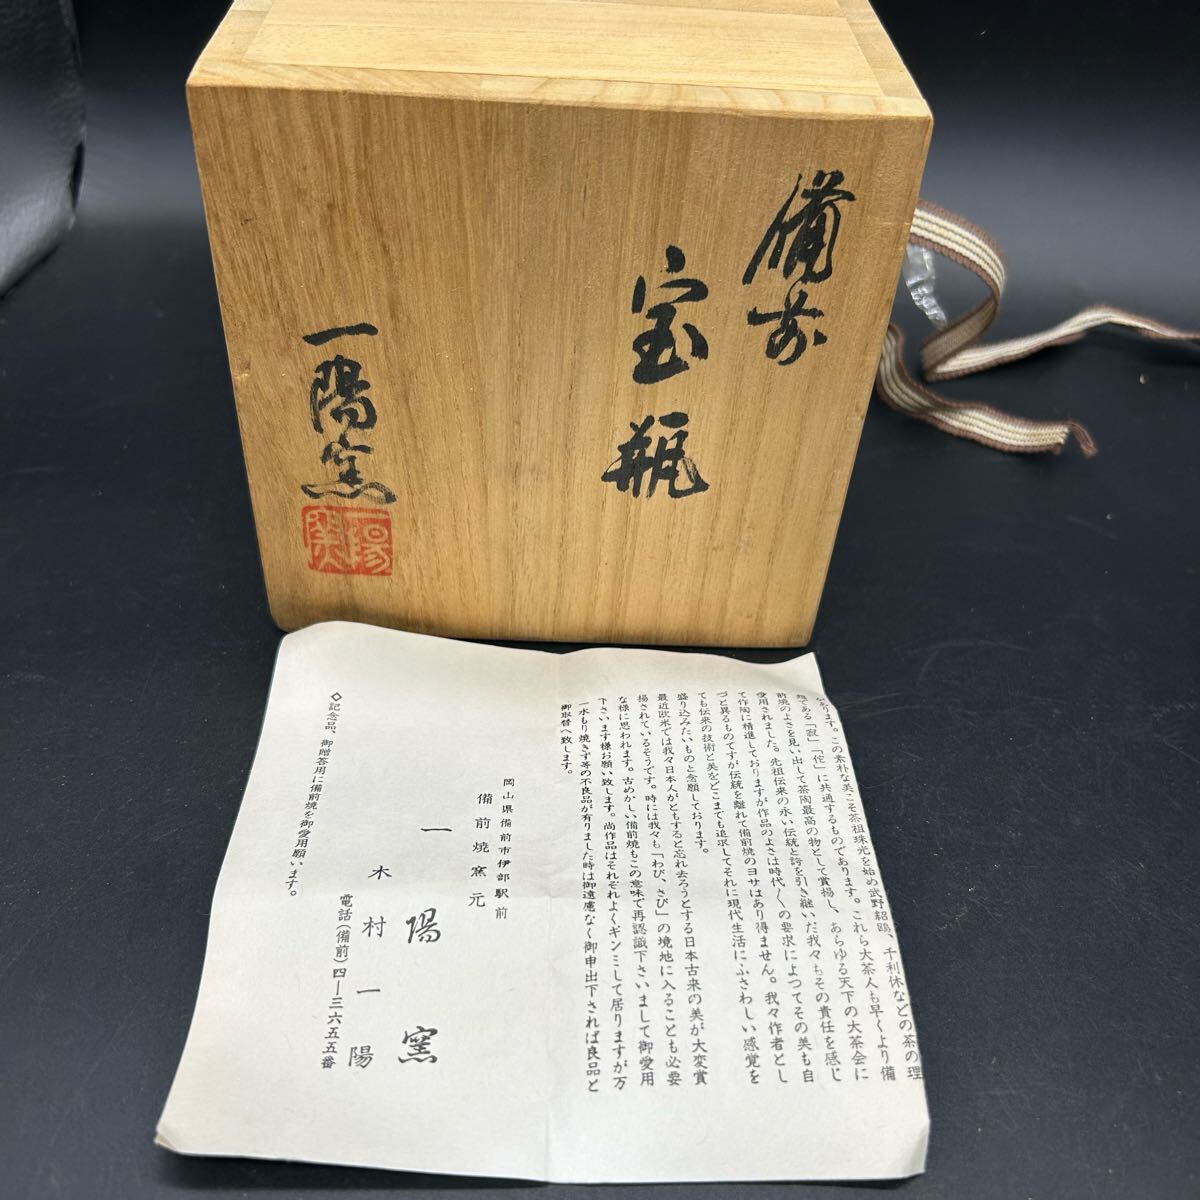 備前
宝瓶
一陽窯
一陽窯
があります。この素朴な美こそ茶祖珠光を始め武野紹鴎、千利休などの茶の理
想である「寂」「侘」に共通するものであります。これら大茶人も早くより備
前焼のよさを見い出して茶陶最高の物として賞揚し、あらゆる天下の大茶会に
愛用されました。先祖伝来の永い伝統と誇を引き継いだ我々もその責任を感じ
て作陶に精進しておりますが作品のよさは時代〱の要求によつてその美も自
づと異るものですが伝統を離れて備前焼のヨサはあり得ません。我々作者とし
ても伝来の技術と美をどこまでも追求してそれに現代生活にふさわしい感覚を
盛り込みたいものと念願しております。
最近欧米では我々日本人がともすると忘れ去ろうとする日本古来の美が大変賞
揚されているそうです。時には我々も「わび、さび」の境地に入ることも必要
な様に思われます。古めかしい備前焼もこの意味で再認識下さいまして御愛用
下さいます様お願い致します。尚作品はそれぞれよくギンミして居りますが万
一水もり焼きず等の不良品が有りました時は御遠慮なく御申出下されば良品と
御取替へ致します。
岡山県備前市伊部駅前
備前焼窯元
一陽窯
木村一陽
電話(備前)四―三六五五番
◇記念品、御贈答用に備前焼を御愛用願います。